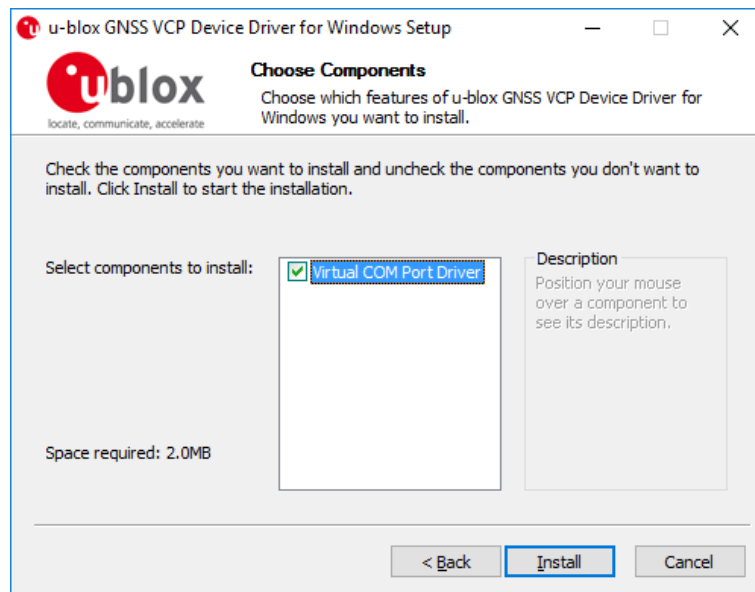 u-blox GNSS VCP Device Driver for Windows Setup
ublox
locate, communicate, accelerate
Choose Components
Choose which features of u-blox GNSS VCP Device Driver for
Windows you want to install.
Check the components you want to install and uncheck the components you don't want to
install. Click Install to start the installation.
Select components to install:
Virtual COM Port Driver
Description
Position your mouse
over a component to
see its description.
Space required: 2.0MB
< Back
Install
Cancel